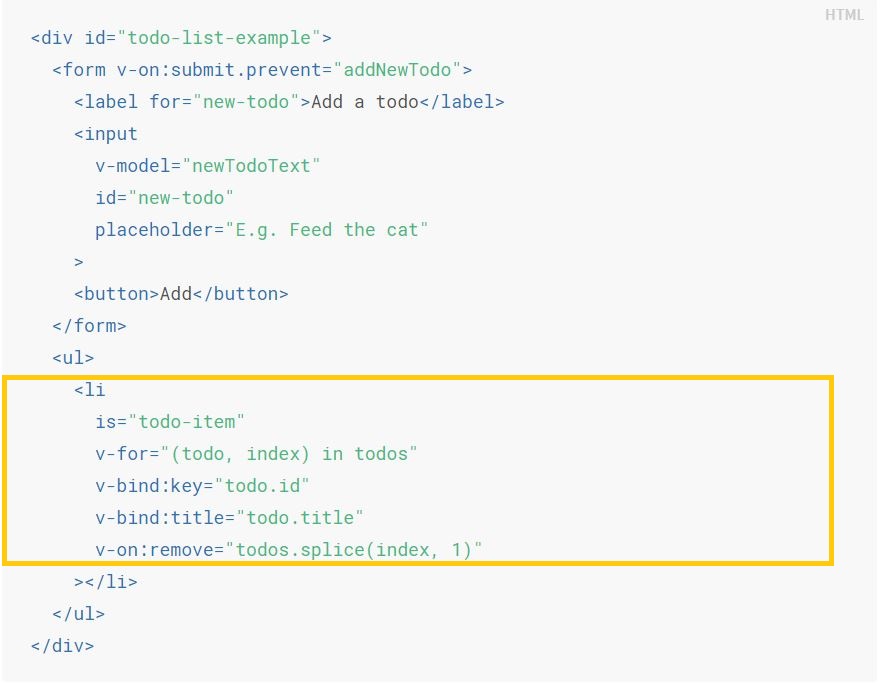 HTML
<div id="todo-list-example">
  <form v-on:submit.prevent="addNewTodo">
    <label for="new-todo">Add a todo</label>
    <input
      v-model="newTodoText"
      id="new-todo"
      placeholder="E.g. Feed the cat"
    >
    <button>Add</button>
  </form>
  <ul>
    <li
      is="todo-item"
      v-for="(todo, index) in todos"
      v-bind:key="todo.id"
      v-bind:title="todo.title"
      v-on:remove="todos.splice(index, 1)"
    ></li>
  </ul>
</div>